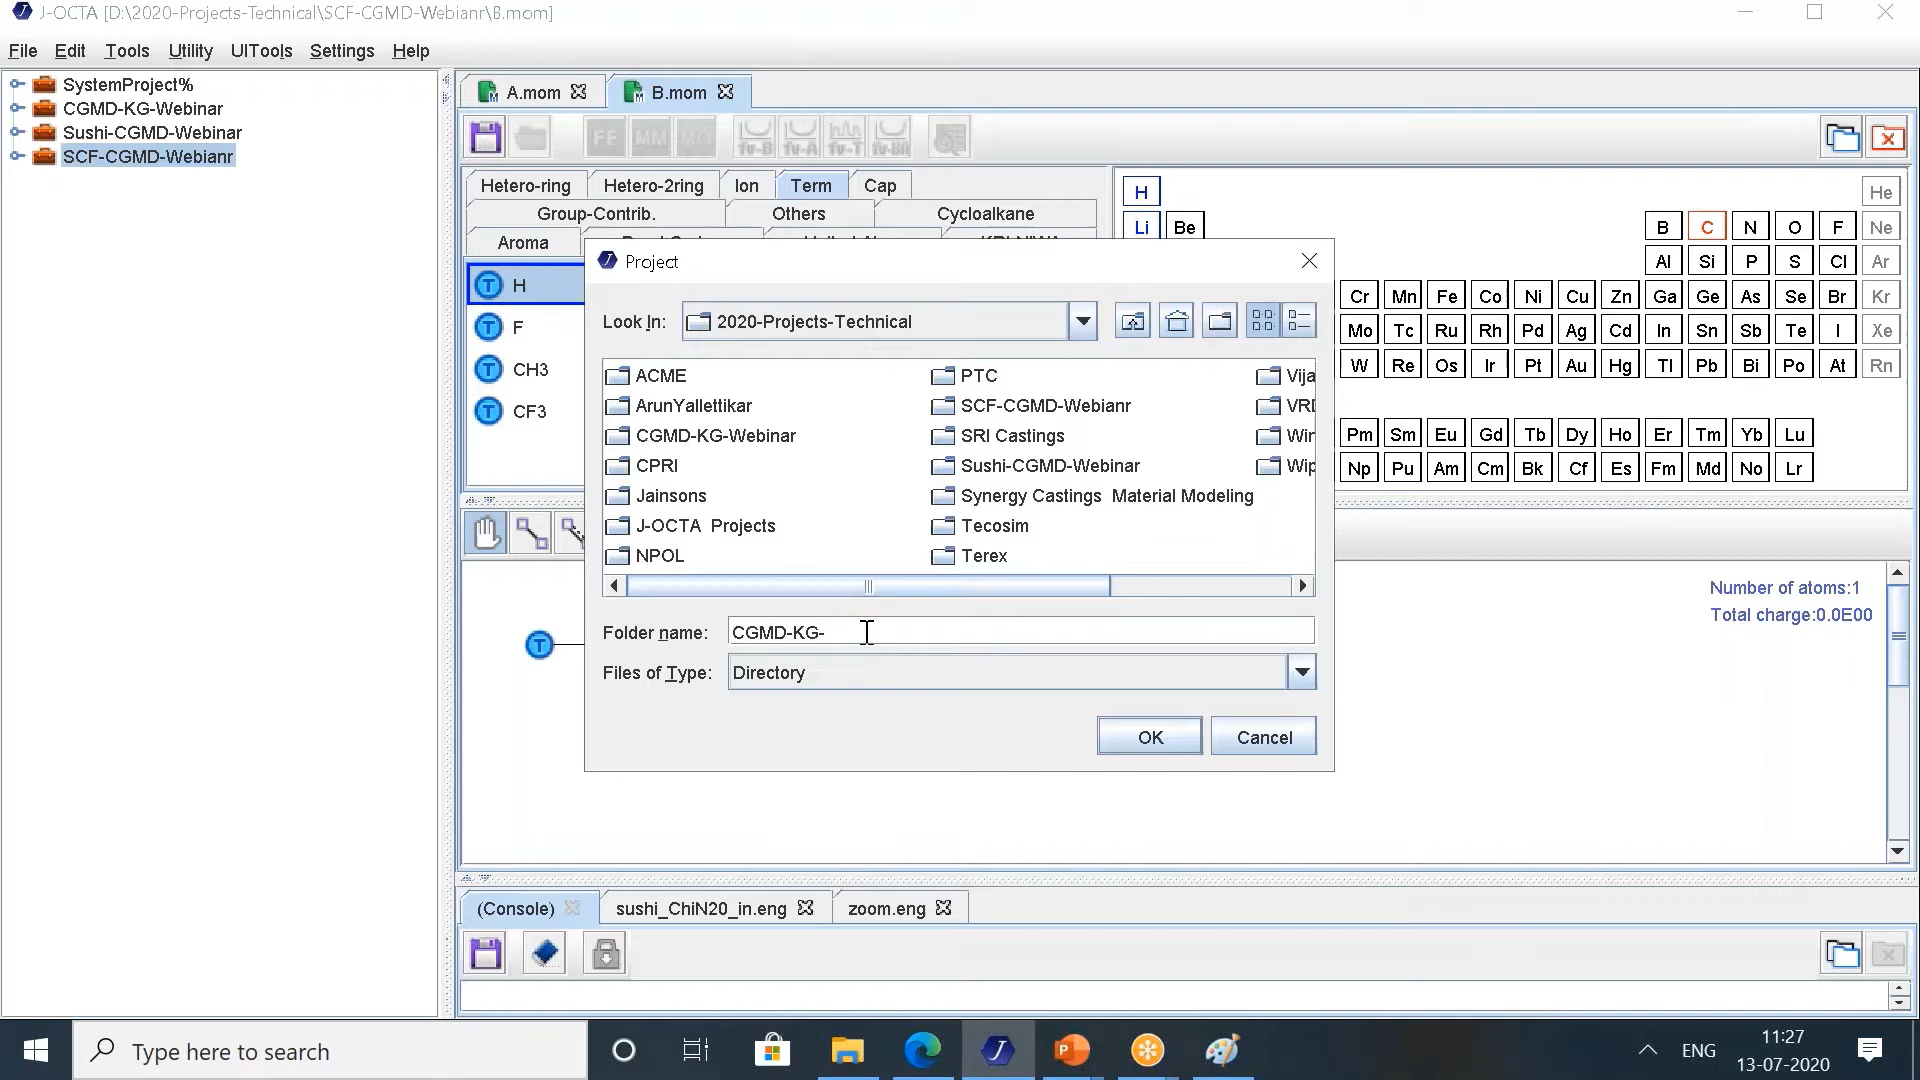 J-OCTA [D:\2020-Projects-Technical\SCF-CGMD-Webianr\B.mom]
File Edit Tools Utility UITools Settings Help
SystemProject%
CGMD-KG-Webinar
Sushi-CGMD-Webinar
SCF-CGMD-Webianr
A.mom B.mom
FF MM MO fv-B fv-A fv-T fv-BR
Hetero-ring Hetero-2ring Ion Term Cap
Group-Contrib. Others Cycloalkane
Aroma
T H
T F
T CH3
T CF3
H He
Li Be B C N O F Ne
Al Si P S Cl Ar
Cr Mn Fe Co Ni Cu Zn Ga Ge As Se Br Kr
Mo Tc Ru Rh Pd Ag Cd In Sn Sb Te I Xe
W Re Os Ir Pt Au Hg Tl Pb Bi Po At Rn
Pm Sm Eu Gd Tb Dy Ho Er Tm Yb Lu
Np Pu Am Cm Bk Cf Es Fm Md No Lr
Project
Look In: 2020-Projects-Technical
ACME
ArunYallettikar
CGMD-KG-Webinar
CPRI
Jainsons
J-OCTA Projects
NPOL
PTC
SCF-CGMD-Webianr
SRI Castings
Sushi-CGMD-Webinar
Synergy Castings Material Modeling
Tecosim
Terex
Vija
Wip
Folder name: CGMD-KG-
Files of Type: Directory
OK Cancel
Number of atoms:1
Total charge:0.0E00
T
(Console) sushi_ChiN20_in.eng zoom.eng
Type here to search
ENG
11:27
13-07-2020